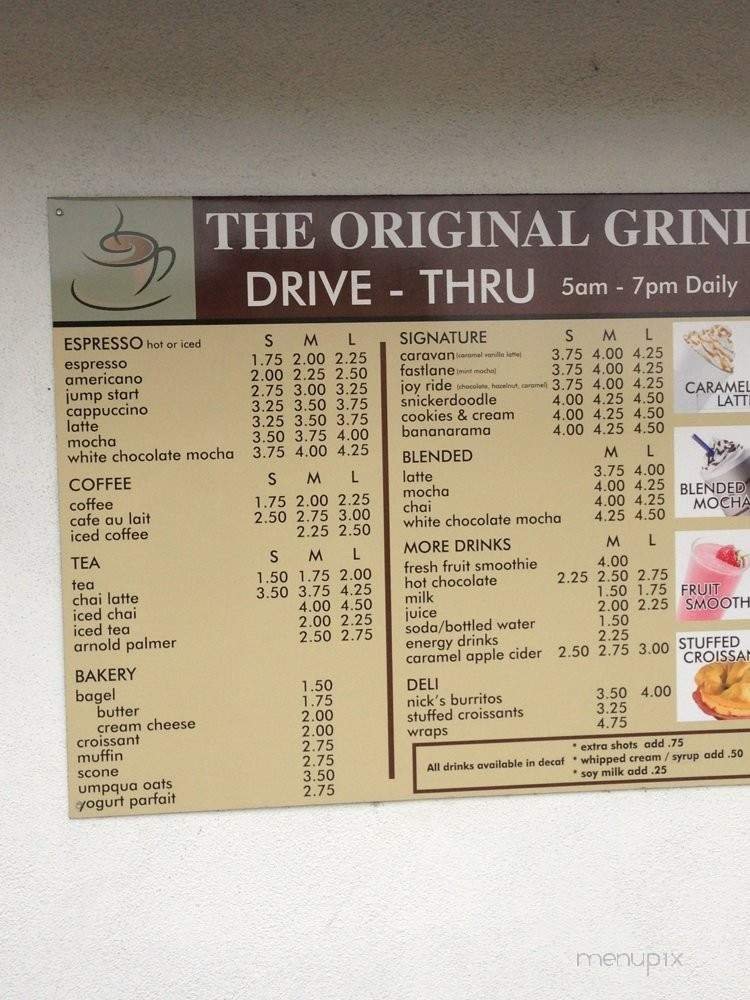 THE ORIGINAL GRIND
DRIVE - THRU 5am - 7pm Daily
ESPRESSO hot or iced S M L
espresso 1.75 2.00 2.25
americano 2.00 2.25 2.50
jump start 2.75 3.00 3.25
cappuccino 3.25 3.50 3.75
latte 3.25 3.50 3.75
mocha 3.50 3.75 4.00
white chocolate mocha 3.75 4.00 4.25
COFFEE S M L
coffee 1.75 2.00 2.25
cafe au lait 2.50 2.75 3.00
iced coffee 2.25 2.50
TEA S M L
tea 1.50 1.75 2.00
chai latte 3.50 3.75 4.25
iced chai 4.00 4.50
iced tea 2.00 2.25
arnold palmer 2.50 2.75
BAKERY
bagel 1.50
butter 1.75
cream cheese 2.00
croissant 2.00
muffin 2.75
scone 2.75
umpqua oats 3.50
yogurt parfait 2.75
SIGNATURE S M L
caravan (caramel vanilla latte) 3.75 4.00 4.25
fastlane (mint mocha) 3.75 4.00 4.25
joy ride (chocolate, hazelnut, caramel) 3.75 4.00 4.25
snickerdoodle 4.00 4.25 4.50
cookies & cream 4.00 4.25 4.50
bananarama 4.00 4.25 4.50
BLENDED M L
latte 3.75 4.00
mocha 4.00 4.25
chai 4.00 4.25
white chocolate mocha 4.25 4.50
MORE DRINKS M L
fresh fruit smoothie 4.00
hot chocolate 2.25 2.50 2.75
milk 1.50 1.75
juice 2.00 2.25
soda/bottled water 1.50
energy drinks 2.25
caramel apple cider 2.50 2.75 3.00
DELI
nick's burritos 3.50 4.00
stuffed croissants 3.25
wraps 4.75
All drinks available in decaf
* extra shots add .75
* whipped cream / syrup add .50
* soy milk add .25
CARAMEL
LATTE
BLENDED
MOCHA
FRUIT
SMOOTH
STUFFED
CROISSAN
menupix